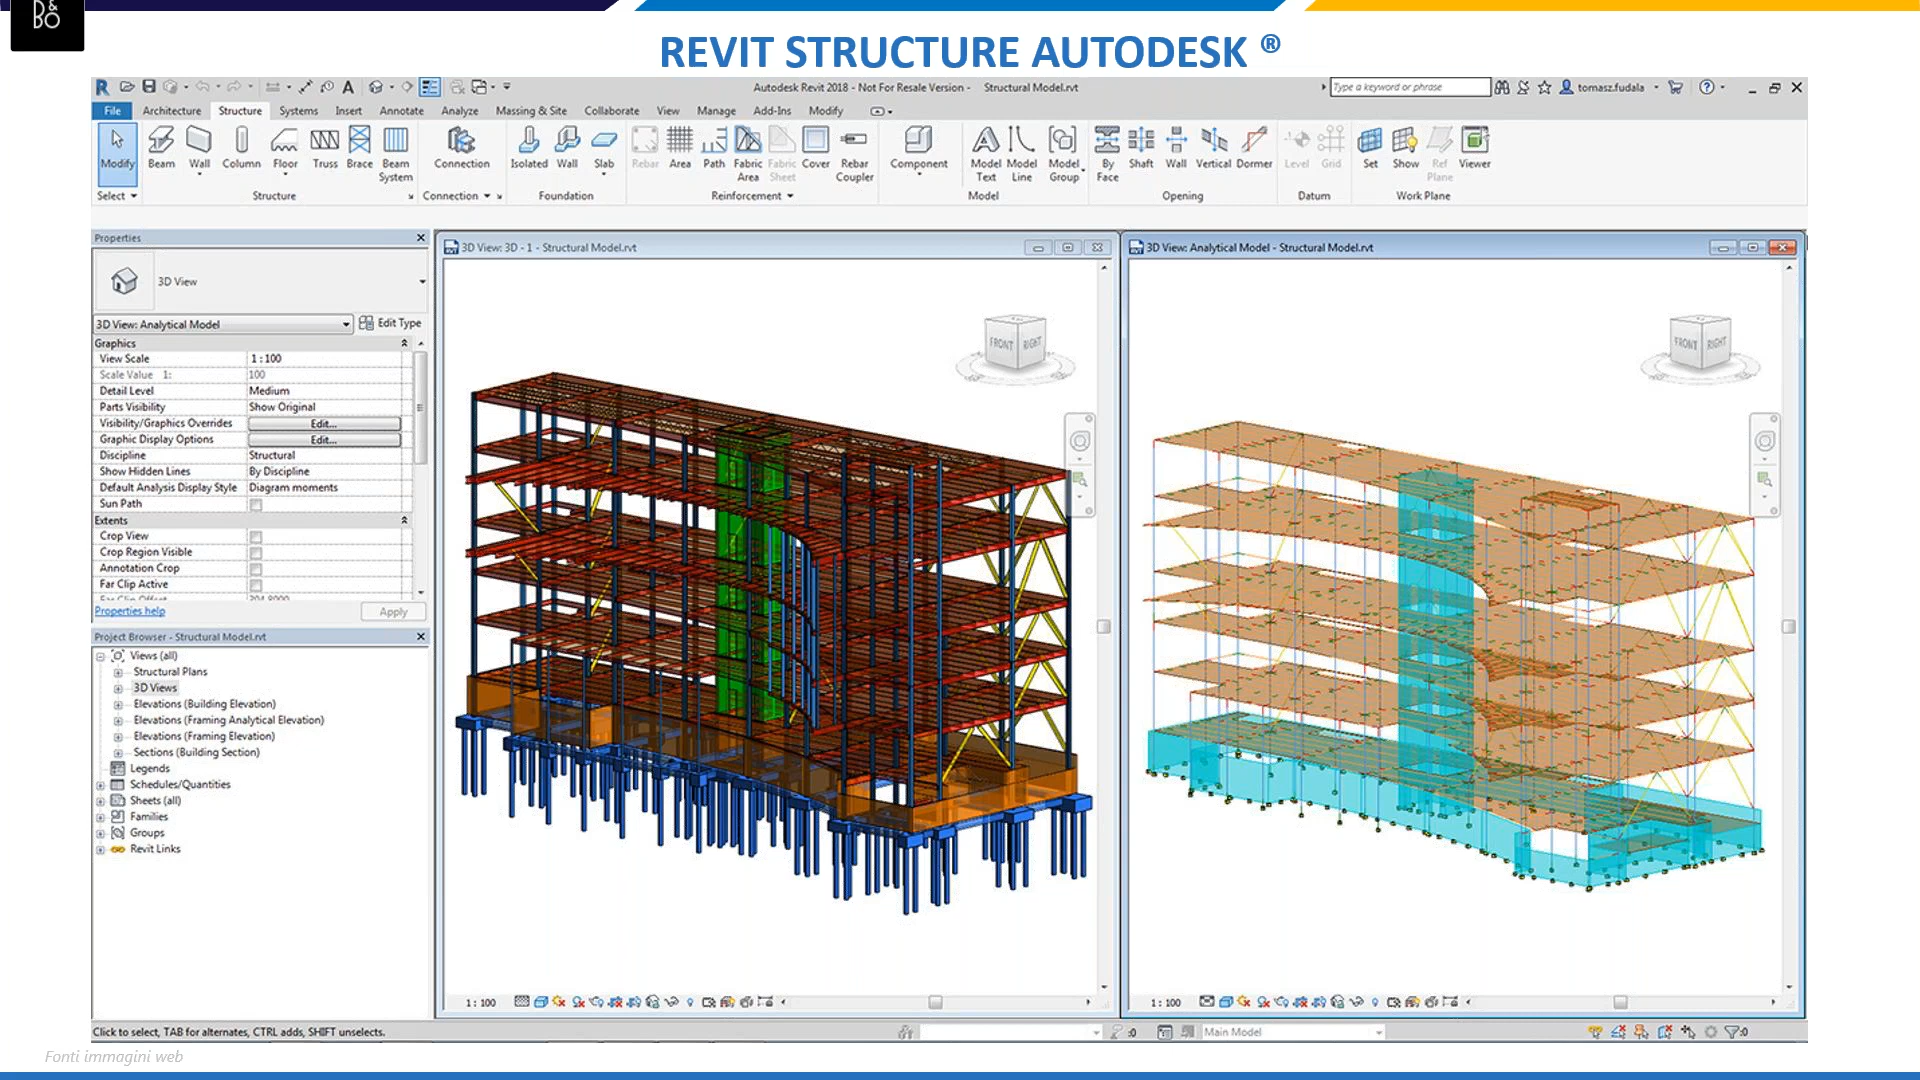 D&
BO
REVIT STRUCTURE AUTODESK ®
Autodesk Revit 2018 - Not For Resale Version - Structural Model.rvt
Type a keyword or phrase
tomasz.fudala
File Architecture Structure Systems Insert Annotate Analyze Massing & Site Collaborate View Manage Add-Ins Modify
Modify Beam Wall Column Floor Truss Brace Beam System Connection Isolated Wall Slab Rebar Area Path Fabric Area Fabric Sheet Cover Rebar Coupler Component Model Text Model Line Model Group By Face Shaft Wall Vertical Dormer Level Grid Set Show Ref Plane Viewer
Select Structure Connection Foundation Reinforcement Model Opening Datum Work Plane
Properties
3D View
3D View: Analytical Model Edit Type
Graphics
View Scale 1 : 100
Scale Value 1: 100
Detail Level Medium
Parts Visibility Show Original
Visibility/Graphics Overrides Edit...
Graphic Display Options Edit...
Discipline Structural
Show Hidden Lines By Discipline
Default Analysis Display Style Diagram moments
Sun Path
Extents
Crop View
Crop Region Visible
Annotation Crop
Far Clip Active
Far Clip Offset 304.8000
Properties help Apply
Project Browser - Structural Model.rvt
Views (all)
Structural Plans
3D Views
Elevations (Building Elevation)
Elevations (Framing Analytical Elevation)
Elevations (Framing Elevation)
Sections (Building Section)
Legends
Schedules/Quantities
Sheets (all)
Families
Groups
Revit Links
3D View: 3D - 1 - Structural Model.rvt
FRONT RIGHT
1 : 100
3D View: Analytical Model - Structural Model.rvt
FRONT RIGHT
1 : 100
Click to select, TAB for alternates, CTRL adds, SHIFT unselects.
:0
Main Model
:0
Fonti immagini web